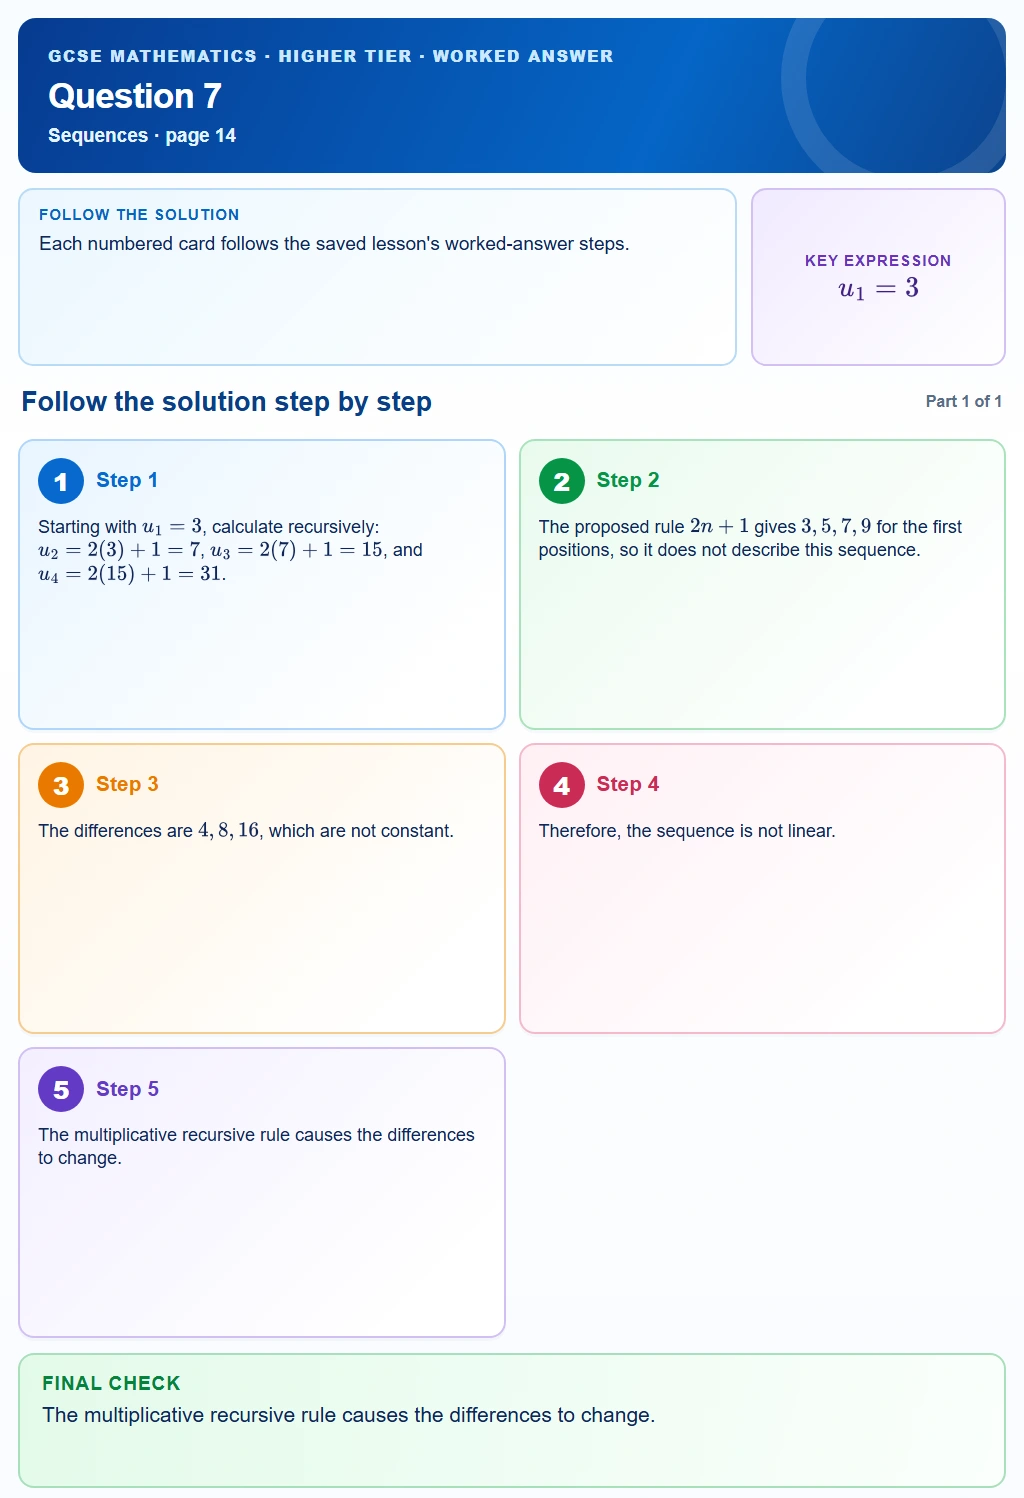 GCSE MATHEMATICS · HIGHER TIER · WORKED ANSWER
Question 7
Sequences · page 14
FOLLOW THE SOLUTION
Each numbered card follows the saved lesson's worked-answer steps.
KEY EXPRESSION
u₁ = 3
Follow the solution step by step
Part 1 of 1
1 Step 1
Starting with u₁ = 3, calculate recursively:
u₂ = 2(3) + 1 = 7, u₃ = 2(7) + 1 = 15, and
u₄ = 2(15) + 1 = 31.
2 Step 2
The proposed rule 2n + 1 gives 3, 5, 7, 9 for the first
positions, so it does not describe this sequence.
3 Step 3
The differences are 4, 8, 16, which are not constant.
4 Step 4
Therefore, the sequence is not linear.
5 Step 5
The multiplicative recursive rule causes the differences
to change.
FINAL CHECK
The multiplicative recursive rule causes the differences to change.